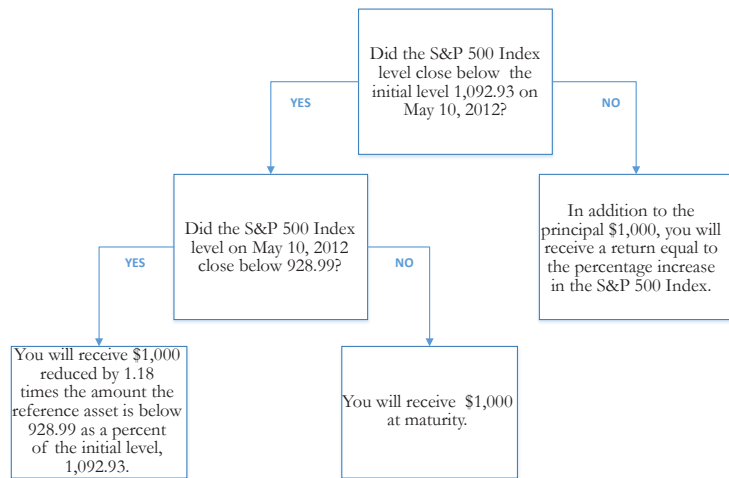 Did the S&P 500 Index
level close below the
initial level 1,092.93 on
May 10, 2012?
YES
NO
Did the S&P 500 Index
level on May 10, 2012
close below 928.99?
In addition to the
principal $1,000, you will
receive a return equal to
the percentage increase
in the S&P 500 Index.
YES
NO
You will receive $1,000
reduced by 1.18
times the amount the
reference asset is below
928.99 as a percent
of the initial level,
1,092.93.
You will receive $1,000
at maturity.